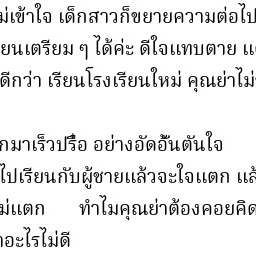 ม่เข้าใจ เด็กสาวก็ขยายความต่อไป
ยนเตรียม ๆ ได้ค่ะ ดีใจแทบตาย แ
ดีกว่า เรียนโรงเรียนใหม่ คุณย่าไม่
กมาเร็วปรื๋อ อย่างอัดอั้นตันใจ
ไปเรียนกับผู้ชายแล้วจะใจแตก แล้
ม่แตก ทำไมคุณย่าต้องคอยคิด
อะไรไม่ดี